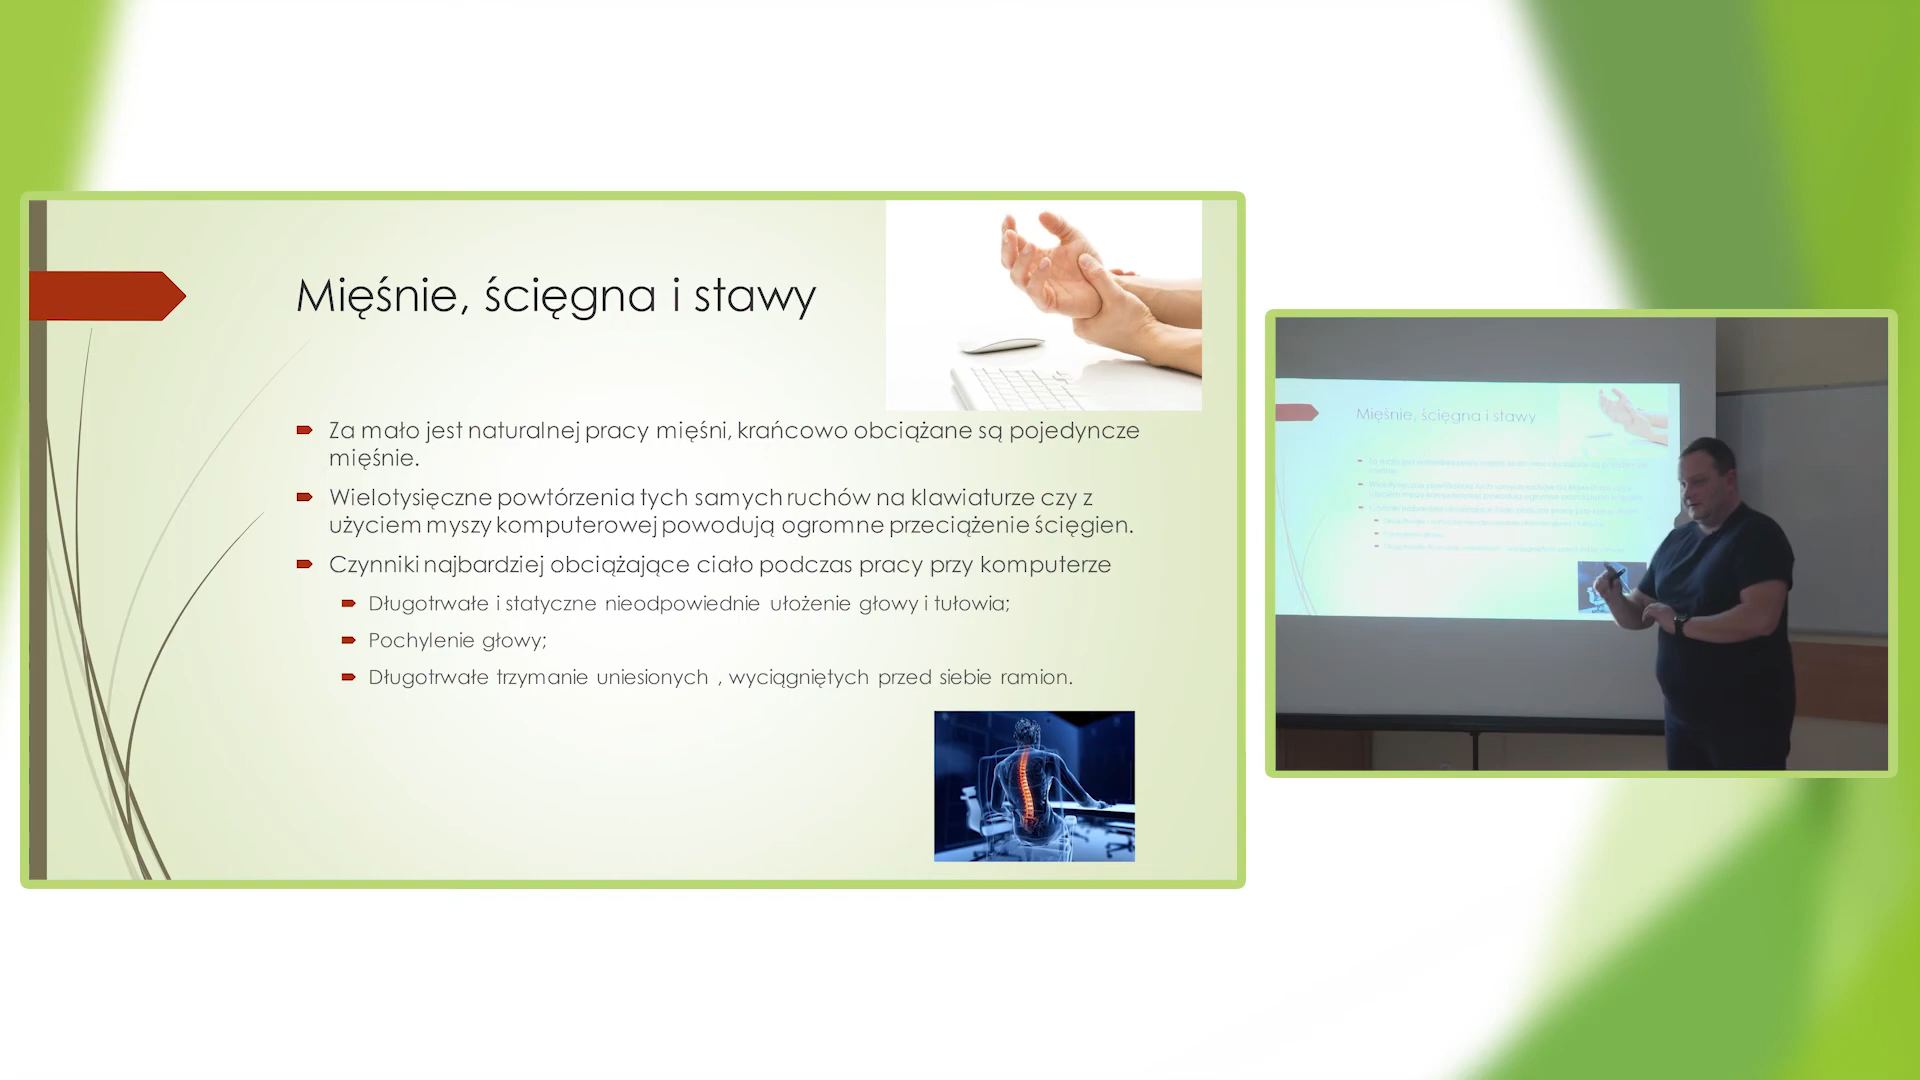 Mięśnie, ścięgna i stawy
Za mało jest naturalnej pracy mięśni, krańcowo obciążane są pojedyncze
mięśnie.
Wielotysięczne powtórzenia tych samych ruchów na klawiaturze czy z
użyciem myszy komputerowej powodują ogromne przeciążenie ścięgien.
Czynniki najbardziej obciążające ciało podczas pracy przy komputerze
Długotrwałe i statyczne nieodpowiednie ułożenie głowy i tułowia;
Pochylenie głowy;
Długotrwałe trzymanie uniesionych , wyciągniętych przed siebie ramion.
Mięśnie, ścięgna i stawy